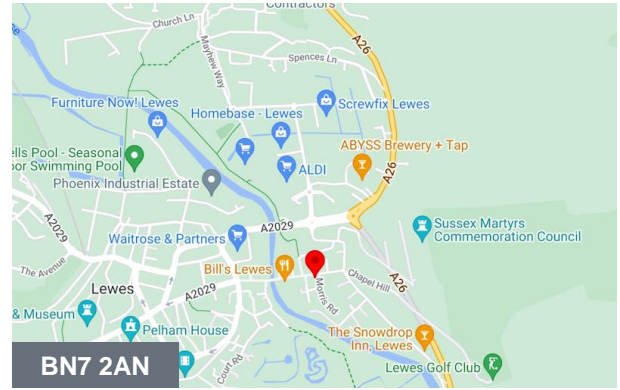 Contractors
Church Ln
Mayhew Way
A26
Spences Ln
Furniture Now! Lewes
Homebase - Lewes
Screwfix Lewes
ells Pool - Seasonal
or Swimming Pool
ALDI
ABYSS Brewery + Tap
A26
Phoenix Industrial Estate
A2029
Waitrose & Partners
A2029
Sussex Martyrs
Commemoration Council
The Avenue
Bill's Lewes
Lewes
A2029
Morris Rd
Chapel Hill
A26
& Museum
Pelham House
Court Rd
The Snowdrop
Inn, Lewes
Lewes Golf Club
BN7 2AN